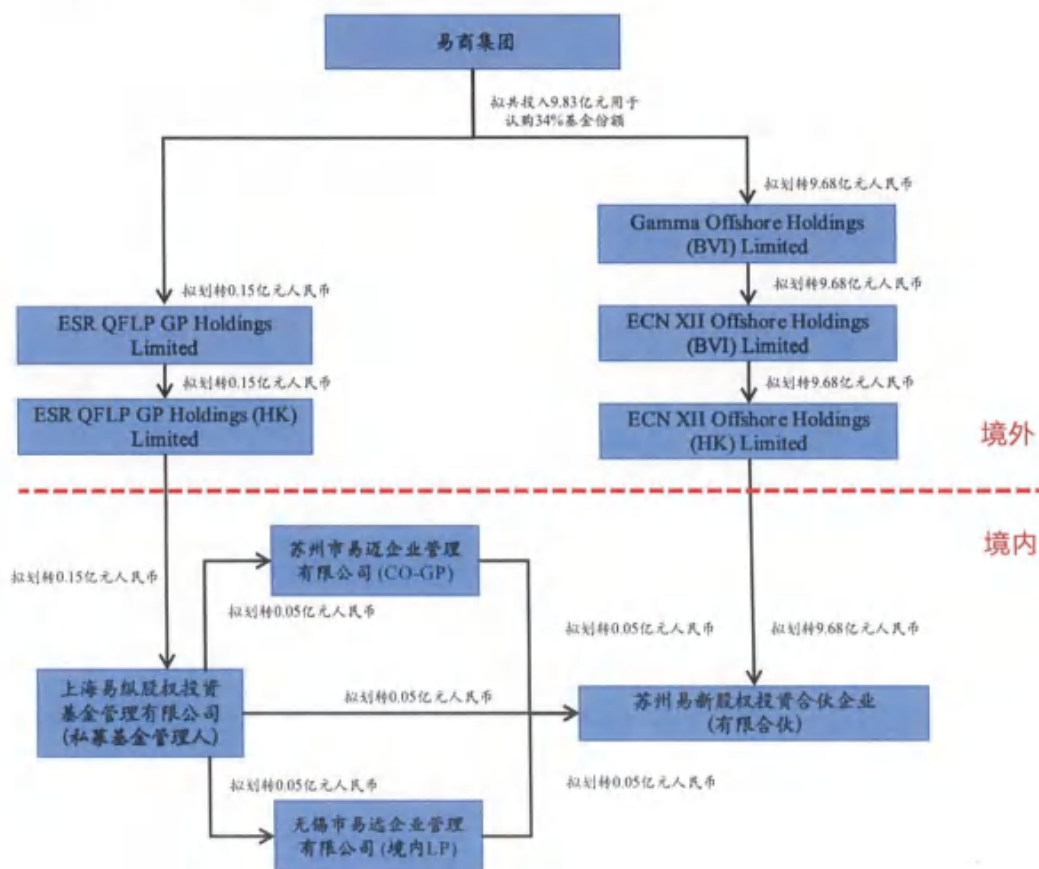 易商集团
拟共投入9.83亿元用于
认购34%基金份额
拟划转9.68亿元人民币
Gamma Offshore Holdings
(BVI) Limited
拟划转0.15亿元人民币
拟划转9.68亿元人民币
ESR QFLP GP Holdings
Limited
ECN XII Offshore Holdings
(BVI) Limited
拟划转0.15亿元人民币
拟划转9.68亿元人民币
ESR QFLP GP Holdings (HK)
Limited
ECN XII Offshore Holdings
(HK) Limited
境外
境内
苏州市易迈企业管理
有限公司(CO-GP)
拟划转0.15亿元人民币
拟划转0.05亿元人民币
拟划转0.05亿元人民币
拟划转9.68亿元人民币
上海易纵股权投资
基金管理有限公司
(私募基金管理人)
拟划转0.05亿元人民币
苏州易新股权投资合伙企业
(有限合伙)
拟划转0.05亿元人民币
拟划转0.05亿元人民币
无锡市易达企业管理
有限公司(境内LP)